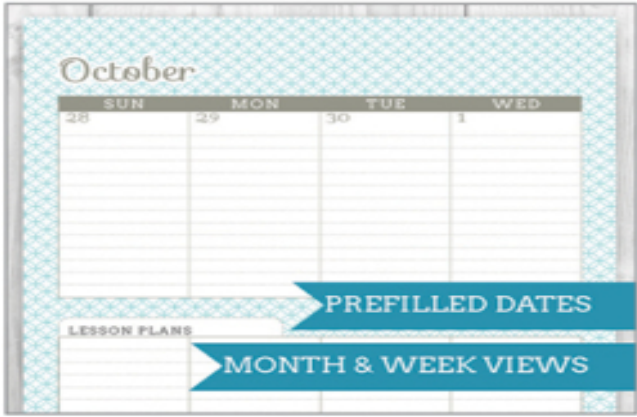 October
SUN MON TUE WED
28 29 30 1
PREFILLED DATES
LESSON PLANS
MONTH & WEEK VIEWS